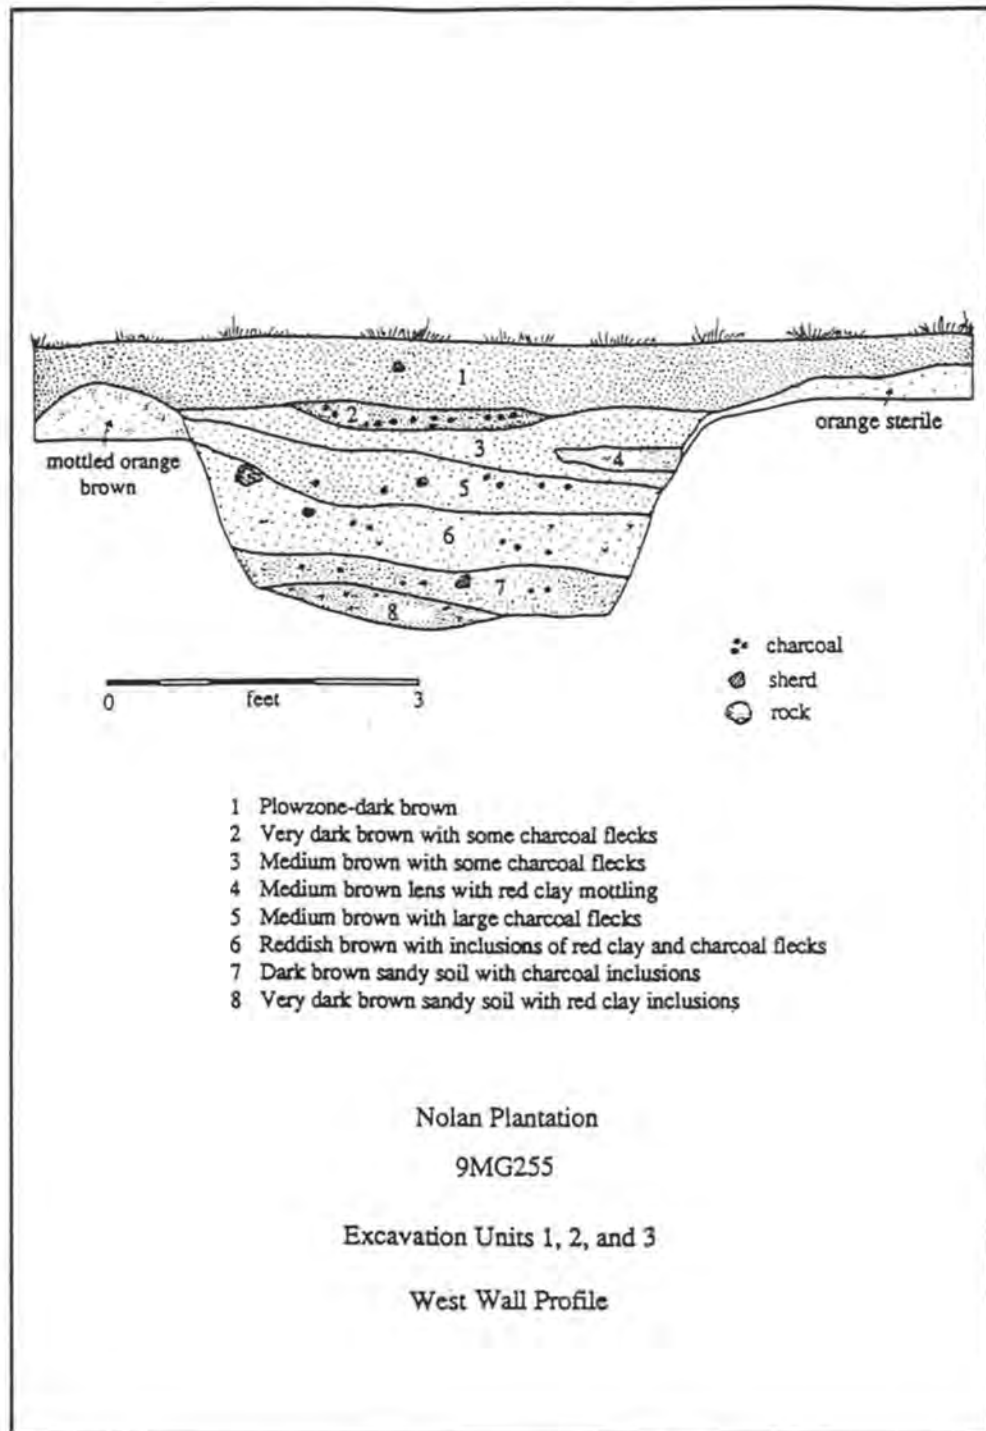 1
2
3
4
5
6
7
8
mottled orange
brown
orange sterile
0
feet
3
charcoal
sherd
rock
1 Plowzone-dark brown
2 Very dark brown with some charcoal flecks
3 Medium brown with some charcoal flecks
4 Medium brown lens with red clay mottling
5 Medium brown with large charcoal flecks
6 Reddish brown with inclusions of red clay and charcoal flecks
7 Dark brown sandy soil with charcoal inclusions
8 Very dark brown sandy soil with red clay inclusions
Nolan Plantation
9MG255
Excavation Units 1, 2, and 3
West Wall Profile